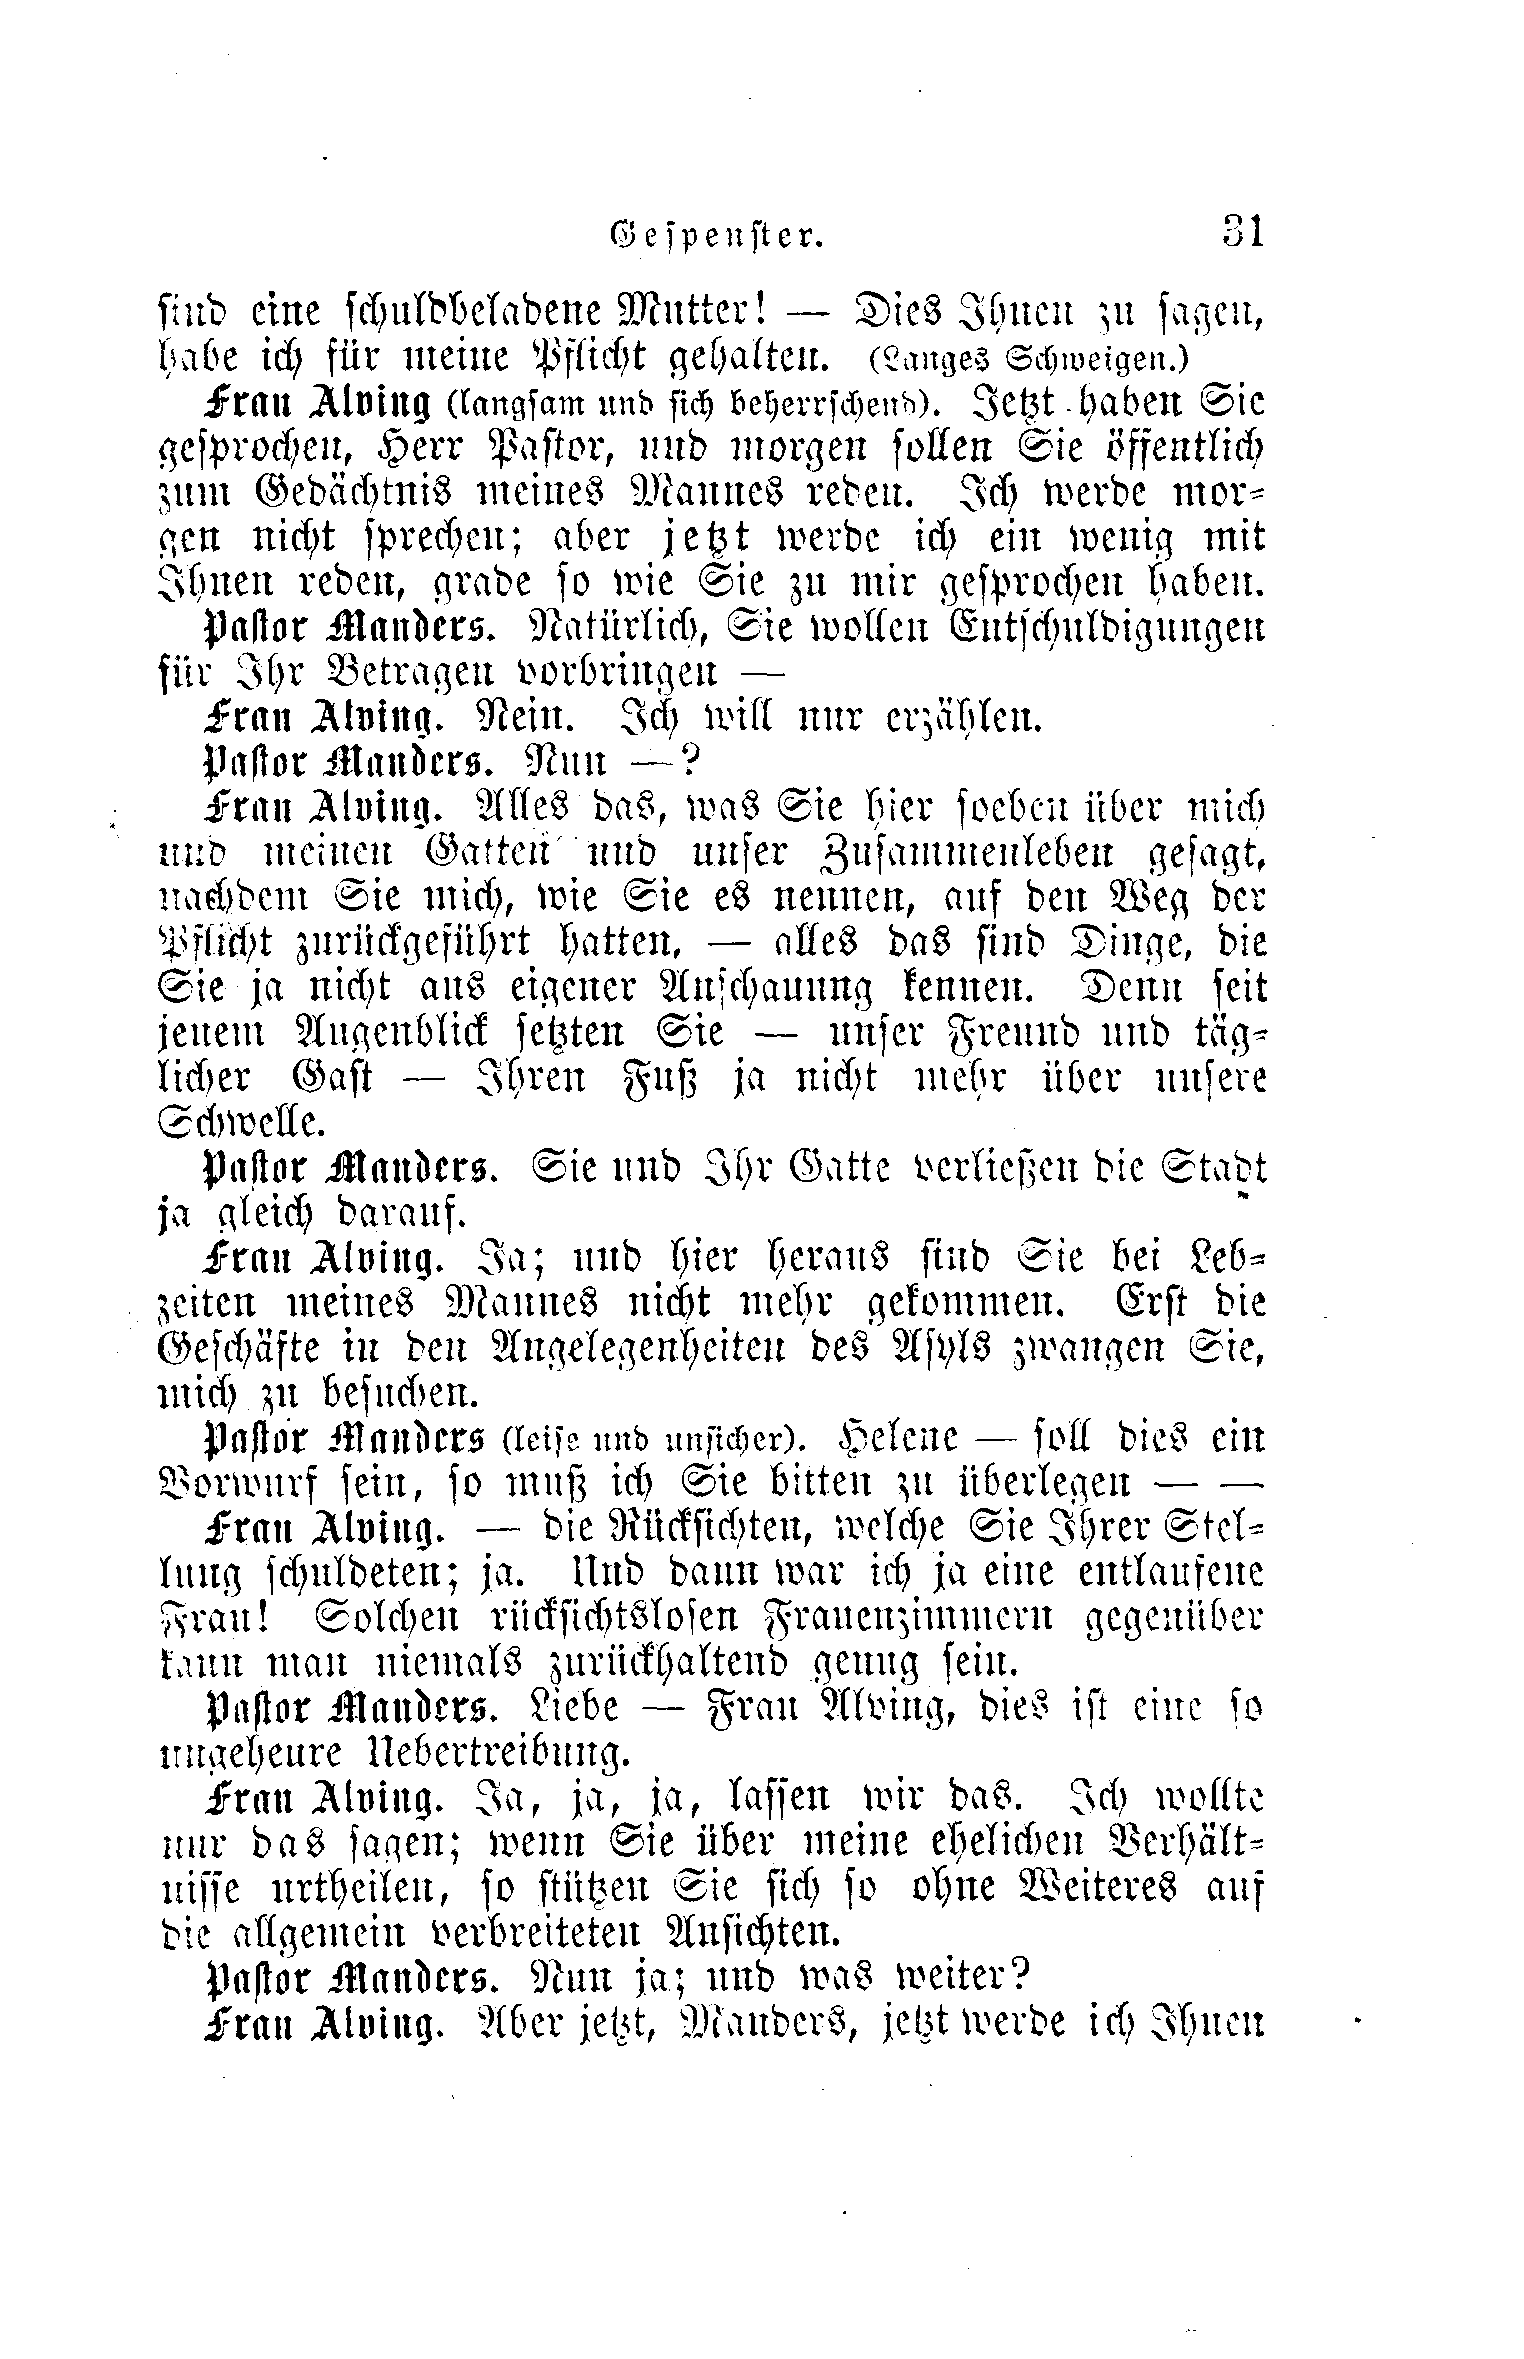 Gespenster. 31
sind eine schuldbeladene Mutter! — Dies Ihnen zu sagen,
habe ich für meine Pflicht gehalten. (Langes Schweigen.)
Frau Alving (langsam und sich beherrschend). Jetzt haben Sie
gesprochen, Herr Pastor, und morgen sollen Sie öffentlich
zum Gedächtnis meines Mannes reden. Ich werde mor-
gen nicht sprechen; aber jetzt werde ich ein wenig mit
Ihnen reden, grade so wie Sie zu mir gesprochen haben.
Pastor Manders. Natürlich, Sie wollen Entschuldigungen
für Ihr Betragen vorbringen —
Frau Alving. Nein. Ich will nur erzählen.
Pastor Manders. Nun —?
Frau Alving. Alles das, was Sie hier soeben über mich
und meinen Gatten und unser Zusammenleben gesagt,
nachdem Sie mich, wie Sie es nennen, auf den Weg der
Pflicht zurückgeführt hatten, — alles das sind Dinge, die
Sie ja nicht aus eigener Anschauung kennen. Denn seit
jenem Augenblick setzten Sie — unser Freund und täg-
licher Gast — Ihren Fuß ja nicht mehr über unsere
Schwelle.
Pastor Manders. Sie und Ihr Gatte verließen die Stadt
ja gleich darauf.
Frau Alving. Ja; und hier heraus sind Sie bei Leb-
zeiten meines Mannes nicht mehr gekommen. Erst die
Geschäfte in den Angelegenheiten des Asyls zwangen Sie,
mich zu besuchen.
Pastor Manders (leise und unsicher). Helene — soll dies ein
Vorwurf sein, so muß ich Sie bitten zu überlegen — —
Frau Alving. — die Rücksichten, welche Sie Ihrer Stel-
lung schuldeten; ja. Und dann war ich ja eine entlaufene
Frau! Solchen rücksichtslosen Frauenzimmern gegenüber
kann man niemals zurückhaltend genug sein.
Pastor Manders. Liebe — Frau Alving, dies ist eine so
ungeheure Uebertreibung.
Frau Alving. Ja, ja, ja, lassen wir das. Ich wollte
nur das sagen; wenn Sie über meine ehelichen Verhält-
nisse urtheilen, so stützen Sie sich so ohne Weiteres auf
die allgemein verbreiteten Ansichten.
Pastor Manders. Nun ja; und was weiter?
Frau Alving. Aber jetzt, Manders, jetzt werde ich Ihnen